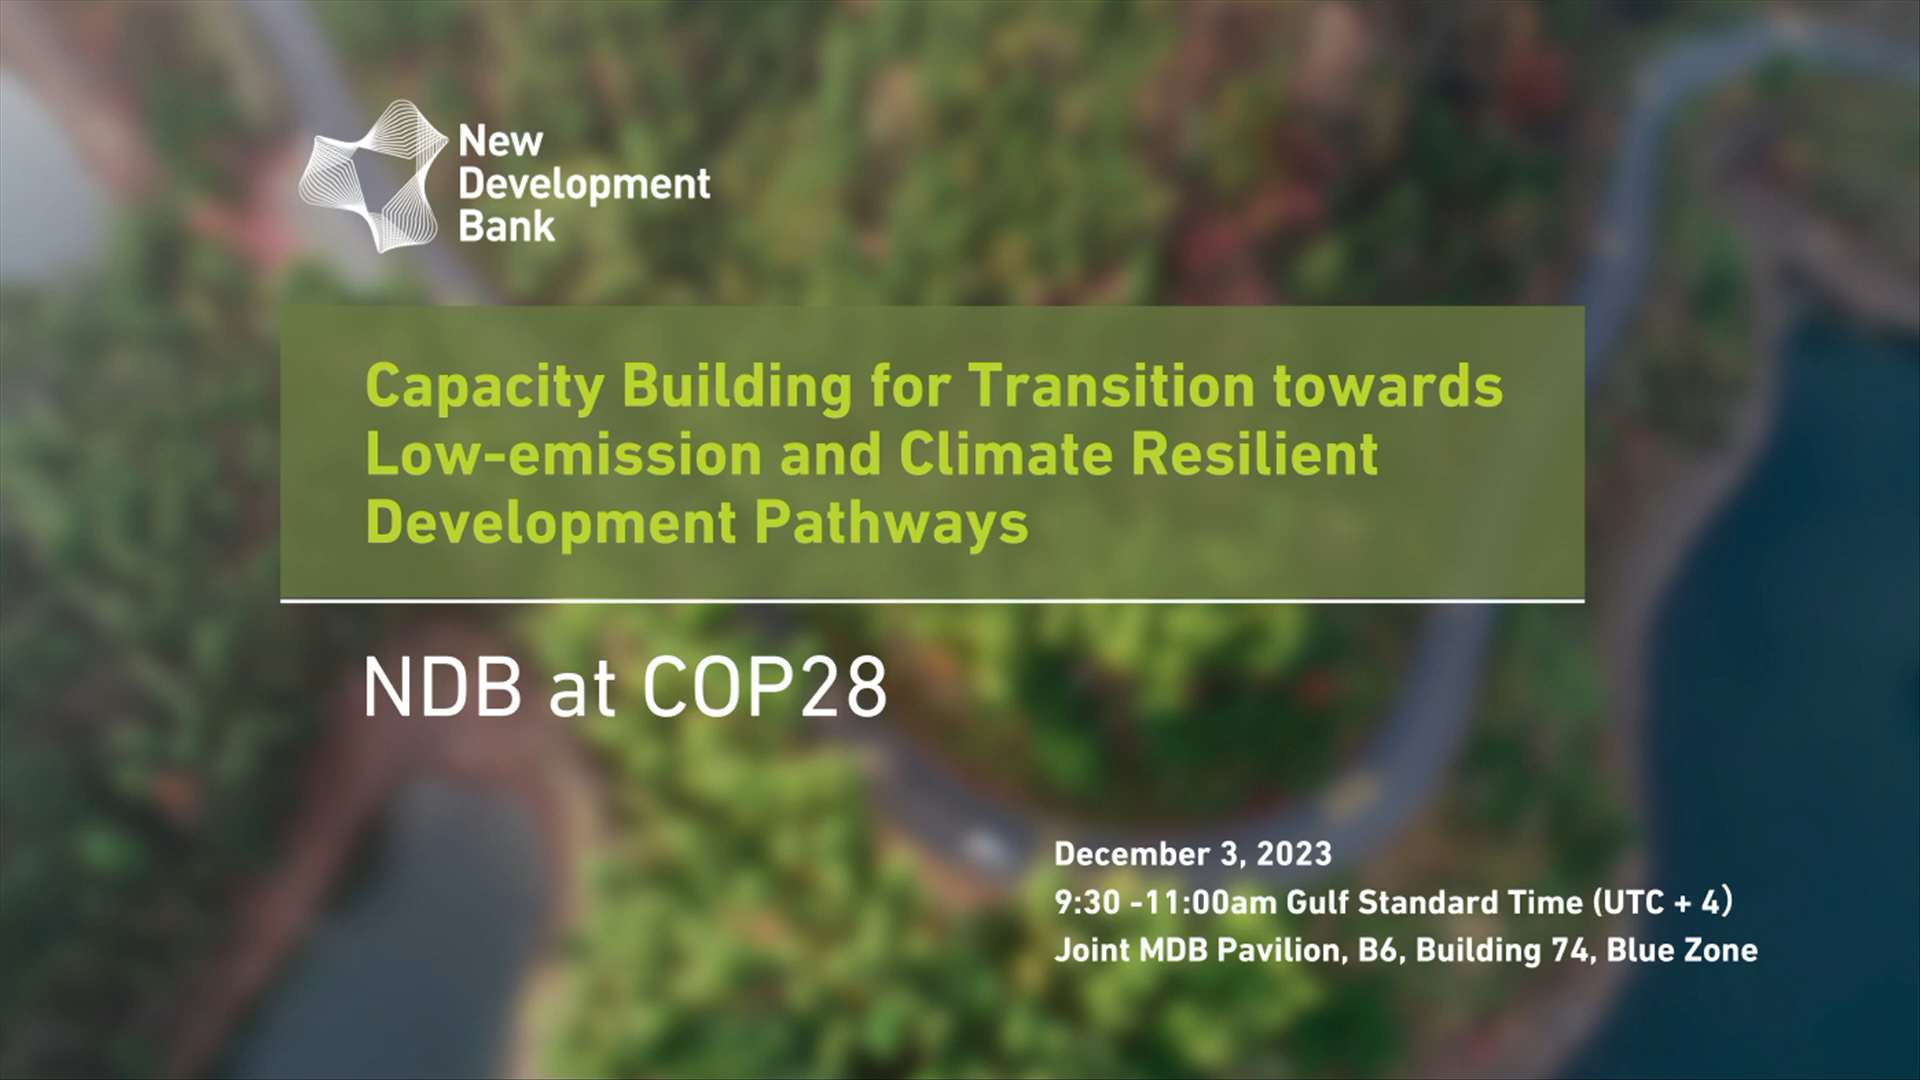 New
Development
Bank
Capacity Building for Transition towards
Low-emission and Climate Resilient
Development Pathways
NDB at COP28
December 3, 2023
9:30 -11:00am Gulf Standard Time (UTC + 4)
Joint MDB Pavilion, B6, Building 74, Blue Zone